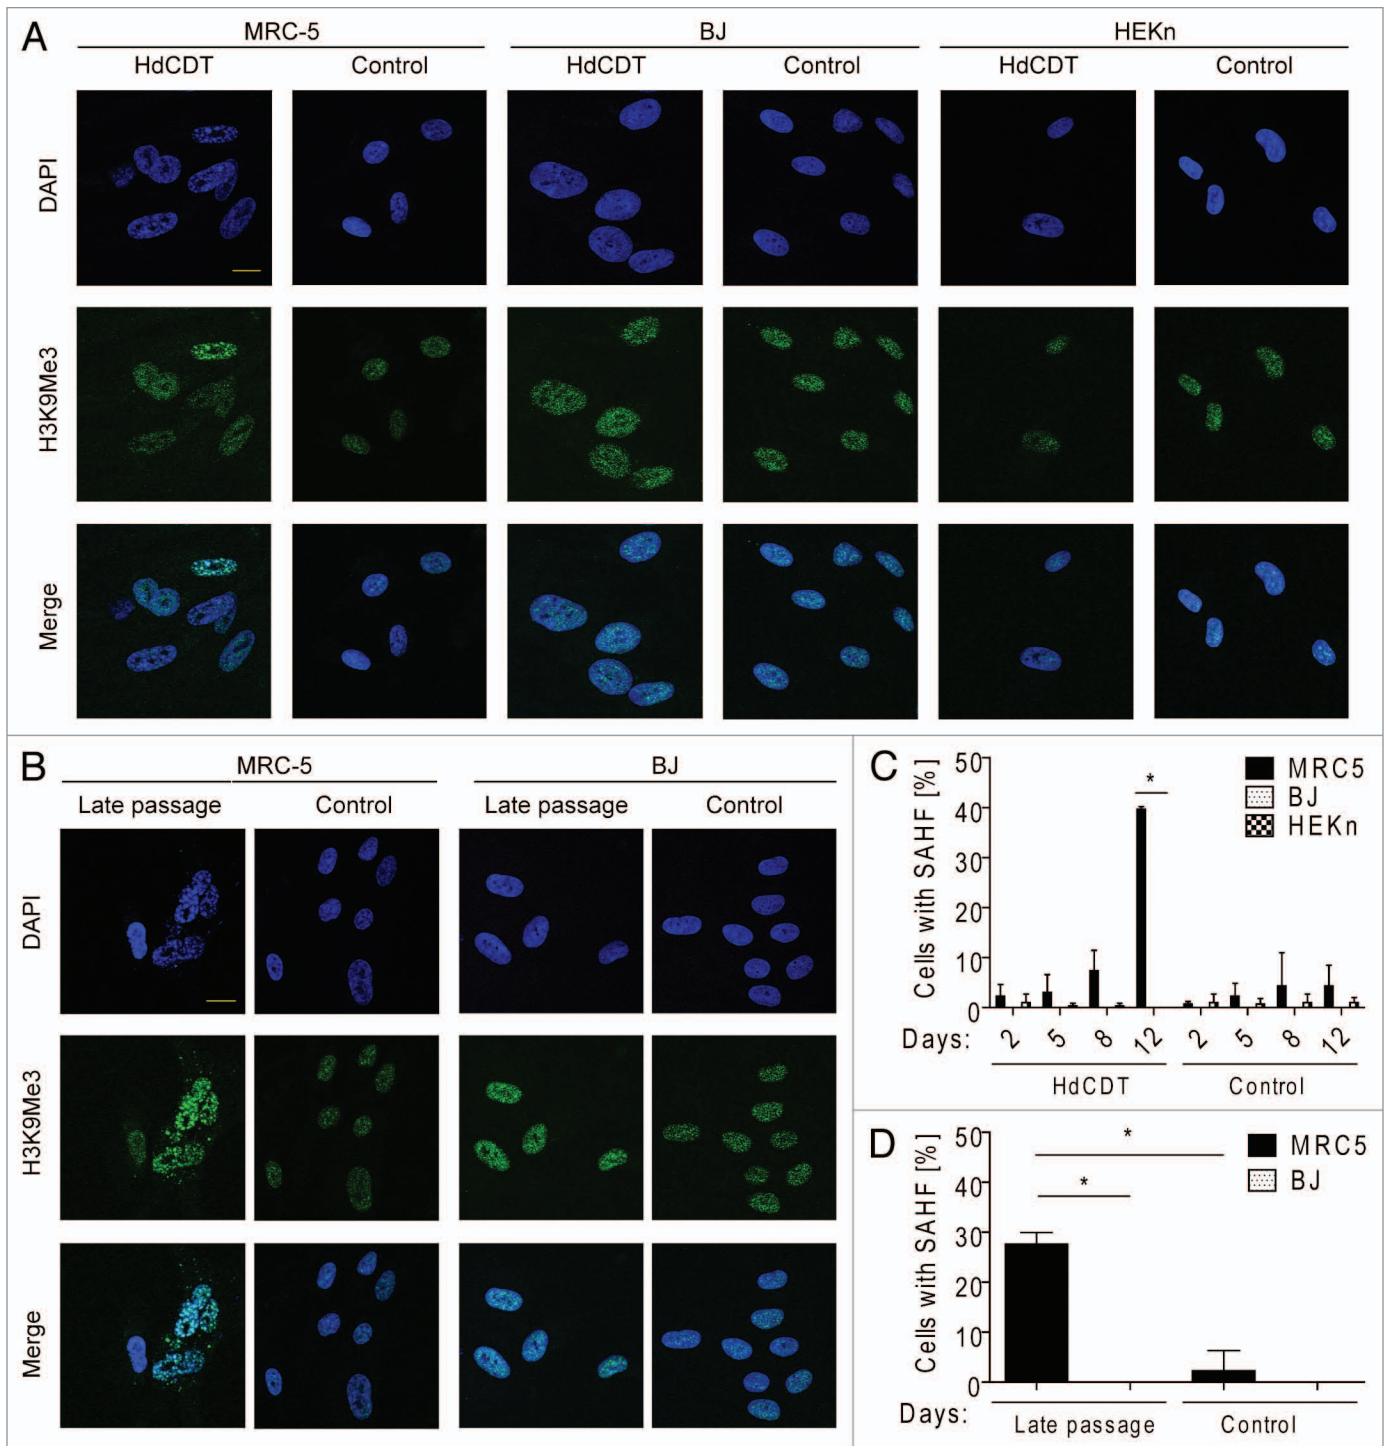 A
MRC-5
BJ
HEKn
HdCDT
Control
HdCDT
Control
HdCDT
Control
DAPI
H3K9Me3
Merge
B
MRC-5
BJ
Late passage
Control
Late passage
Control
DAPI
H3K9Me3
Merge
C
Cells with SAHF [%]
50
40
30
20
10
0
MRC5
BJ
HEKn
*
Days:
2
5
8
12
2
5
8
12
HdCDT
Control
D
Cells with SAHF [%]
50
40
30
20
10
0
MRC5
BJ
*
*
Days:
Late passage
Control